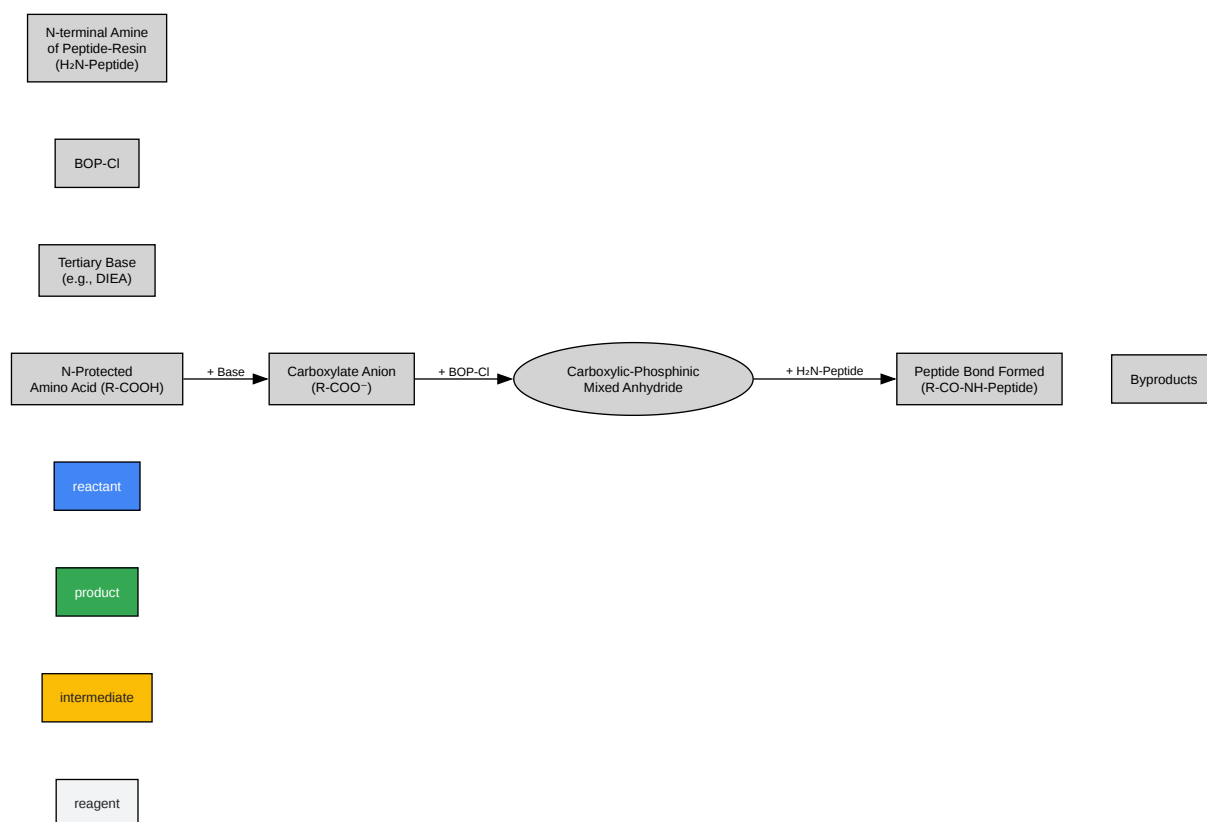 N-terminal Amine
of Peptide-Resin
(H₂N-Peptide)
BOP-Cl
Tertiary Base
(e.g., DIEA)
N-Protected
Amino Acid (R-COOH)
+ Base
Carboxylate Anion
(R-COO⁻)
+ BOP-Cl
Carboxylic-Phosphinic
Mixed Anhydride
+ H₂N-Peptide
Peptide Bond Formed
(R-CO-NH-Peptide)
Byproducts
reactant
product
intermediate
reagent